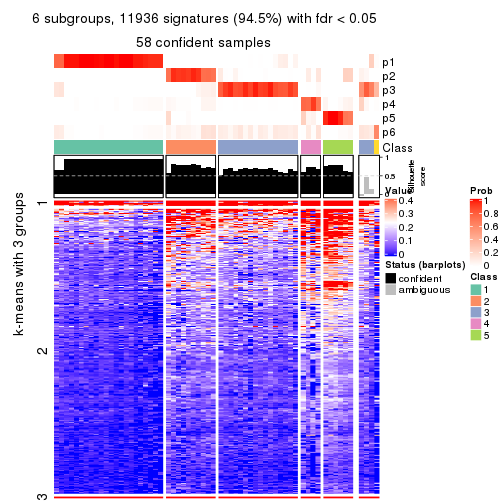 6 subgroups, 11936 signatures (94.5%) with fdr < 0.05
58 confident samples
p1
p2
p3
p4
p5
p6
Class
1
0.5
0
Silhouette
score
k-means with 3 groups
1
2
3
Value
0.4
0.3
0.2
0.1
0
Status (barplots)
confident
ambiguous
Prob
1
0.8
0.6
0.4
0.2
0
Class
1
2
3
4
5